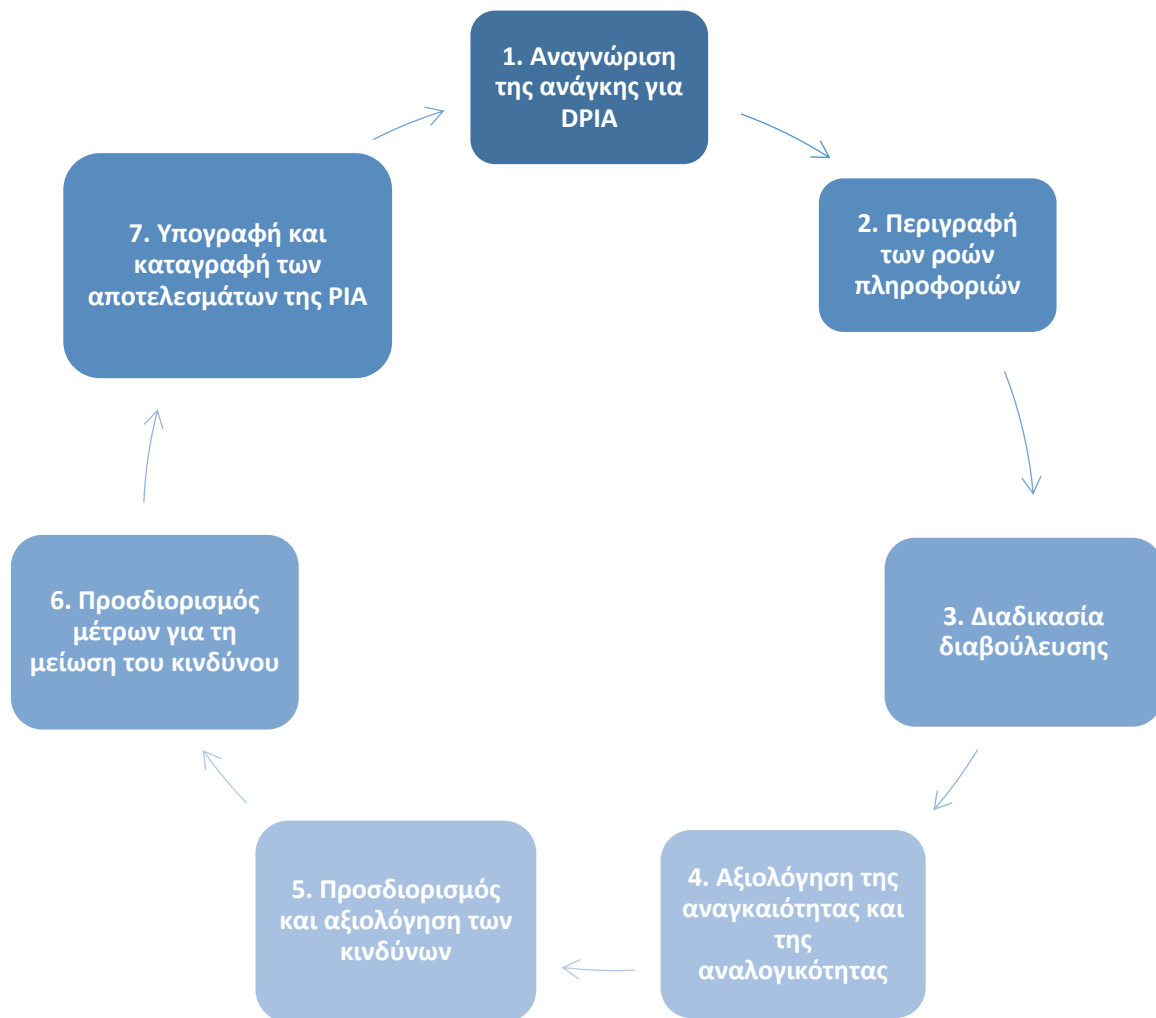 1. Αναγνώριση
της ανάγκης για
DPIA
2. Περιγραφή
των ροών
πληροφοριών
3. Διαδικασία
διαβούλευσης
4. Αξιολόγηση της
αναγκαιότητας και
της
αναλογικότητας
5. Προσδιορισμός
και αξιολόγηση των
κινδύνων
6. Προσδιορισμός
μέτρων για τη
μείωση του κινδύνου
7. Υπογραφή και
καταγραφή των
αποτελεσμάτων της PIA